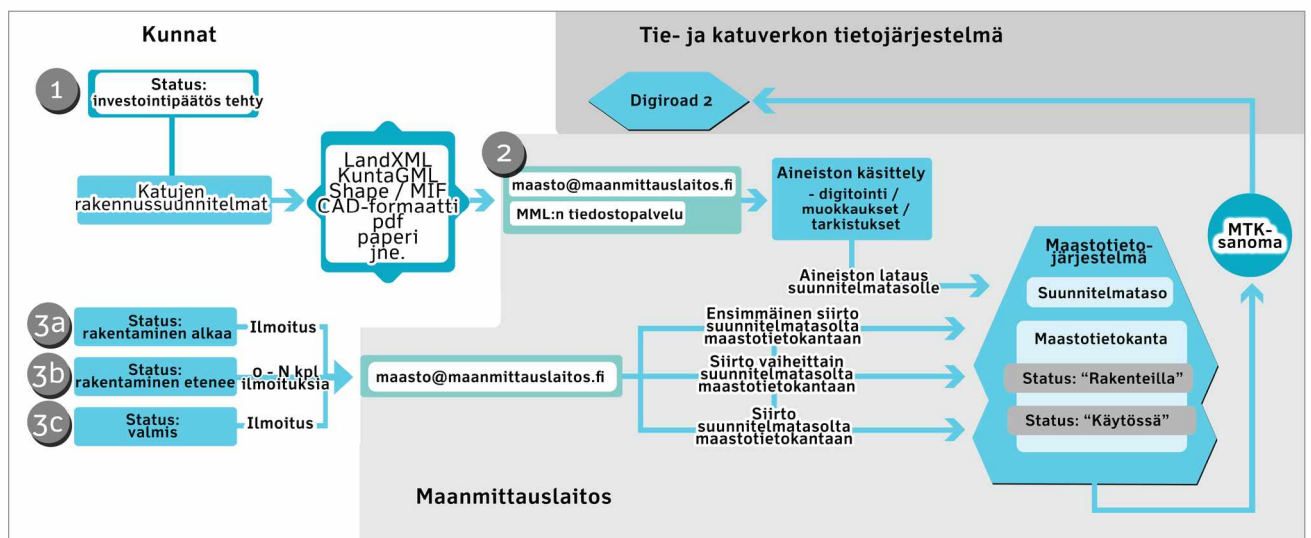 Kunnat
Tie- ja katuverkon tietojärjestelmä
1
Status:
investointipäätös tehty
Digiroad 2
Katujen
rakennussuunnitelmat
LandXML
KuntaGML
Shape / MIF
CAD-formaatti
pdf
paperi
jne.
2
maasto@maanmittauslaitos.fi
MML:n tiedostopalvelu
Aineiston käsittely
- digitointi /
muokkaukset /
tarkistukset
Aineiston lataus
suunnitelmatasolle
MTK-
sanoma
Maastotieto-
järjestelmä
Suunnitelmataso
Maastotietokanta
Status: “Rakenteilla”
Status: “Käytössä”
3a
Status:
rakentaminen alkaa
Ilmoitus
3b
Status:
rakentaminen etenee
0 - N kpl
ilmoituksia
3c
Status:
valmis
Ilmoitus
maasto@maanmittauslaitos.fi
Ensimmäinen siirto
suunnitelmatasolta
maastotietokantaan
Siirto vaiheittain
suunnitelmatasolta
maastotietokantaan
Siirto
suunnitelmatasolta
maastotietokantaan
Maanmittauslaitos